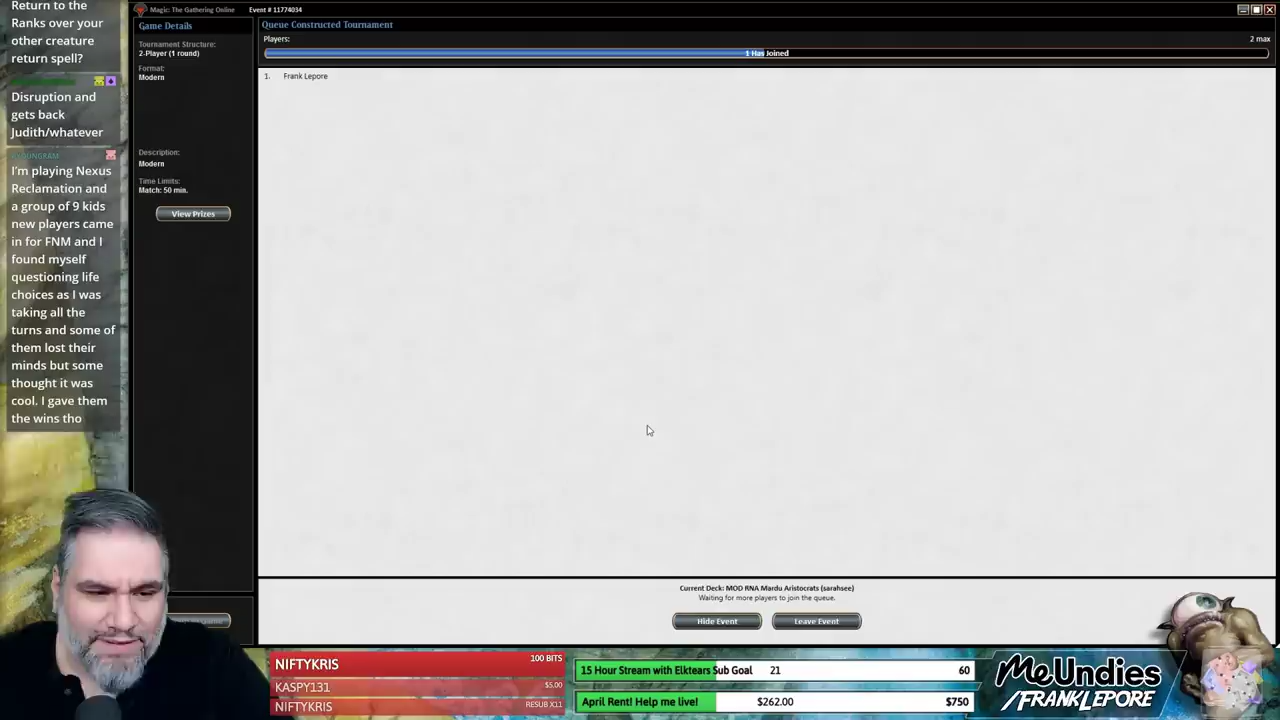 Return to the
Ranks over your
other creature
return spell?
Disruption and
gets back
Judith/whatever
I'm playing Nexus
Reclamation and
a group of 9 kids
new players came
in for FNM and I
found myself
questioning life
choices as I was
taking all the
turns and some of
them lost their
minds but some
thought it was
cool. I gave them
the wins tho
Magic: The Gathering Online Event # 11774034
Game Details
Tournament Structure:
2-Player (1 round)
Format:
Modern
Description:
Modern
Time Limits:
Match: 50 min.
View Prizes
Queue Constructed Tournament
Players:
2 max
1 Has Joined
1. Frank Lepore
Current Deck: MOD RNA Mardu Aristocrats (sarahsee)
Waiting for more players to join the queue.
Hide Event
Leave Event
NIFTYKRIS 100 BITS
KASPY131 $5.00
NIFTYKRIS RESUB X11
15 Hour Stream with Elktears Sub Goal 21 60
April Rent! Help me live! $262.00 $750
MeUndies
/FRANKLEPORE